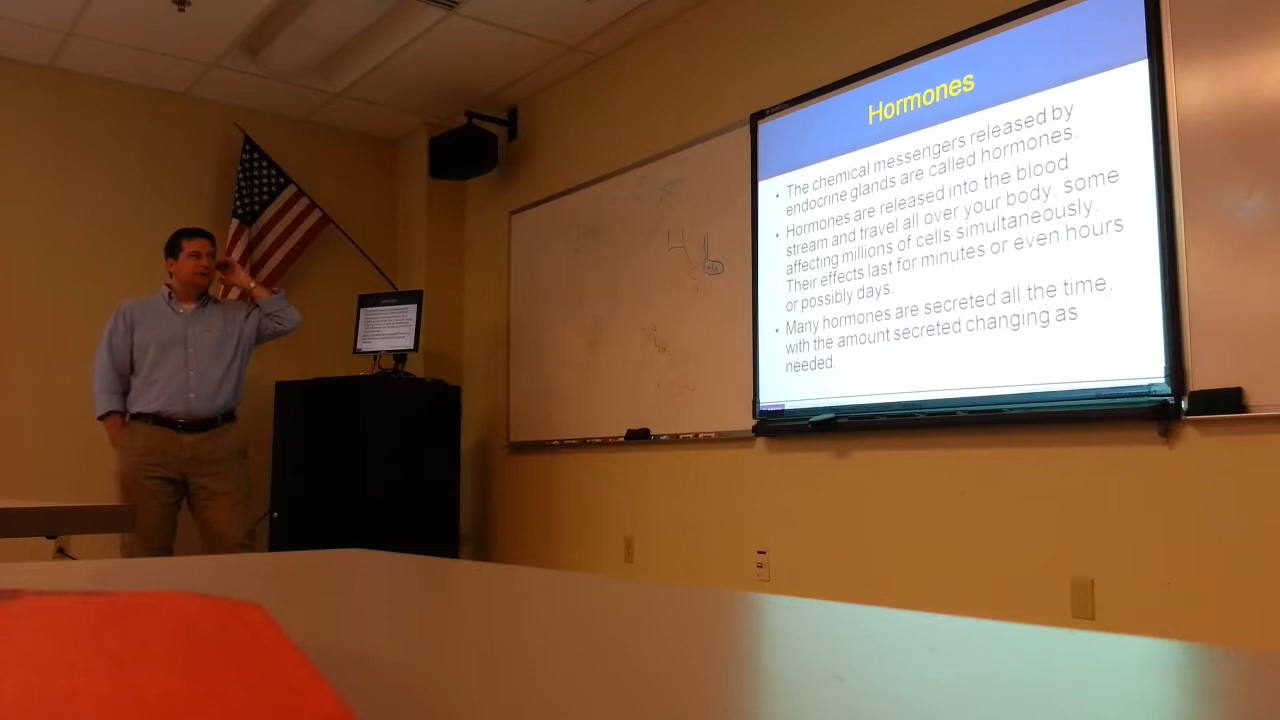 Hormones
• The chemical messengers released by
endocrine glands are called hormones.
• Hormones are released into the blood
stream and travel all over your body, some
affecting millions of cells simultaneously.
Their effects last for minutes or even hours
or possibly days.
• Many hormones are secreted all the time,
with the amount secreted changing as
needed.